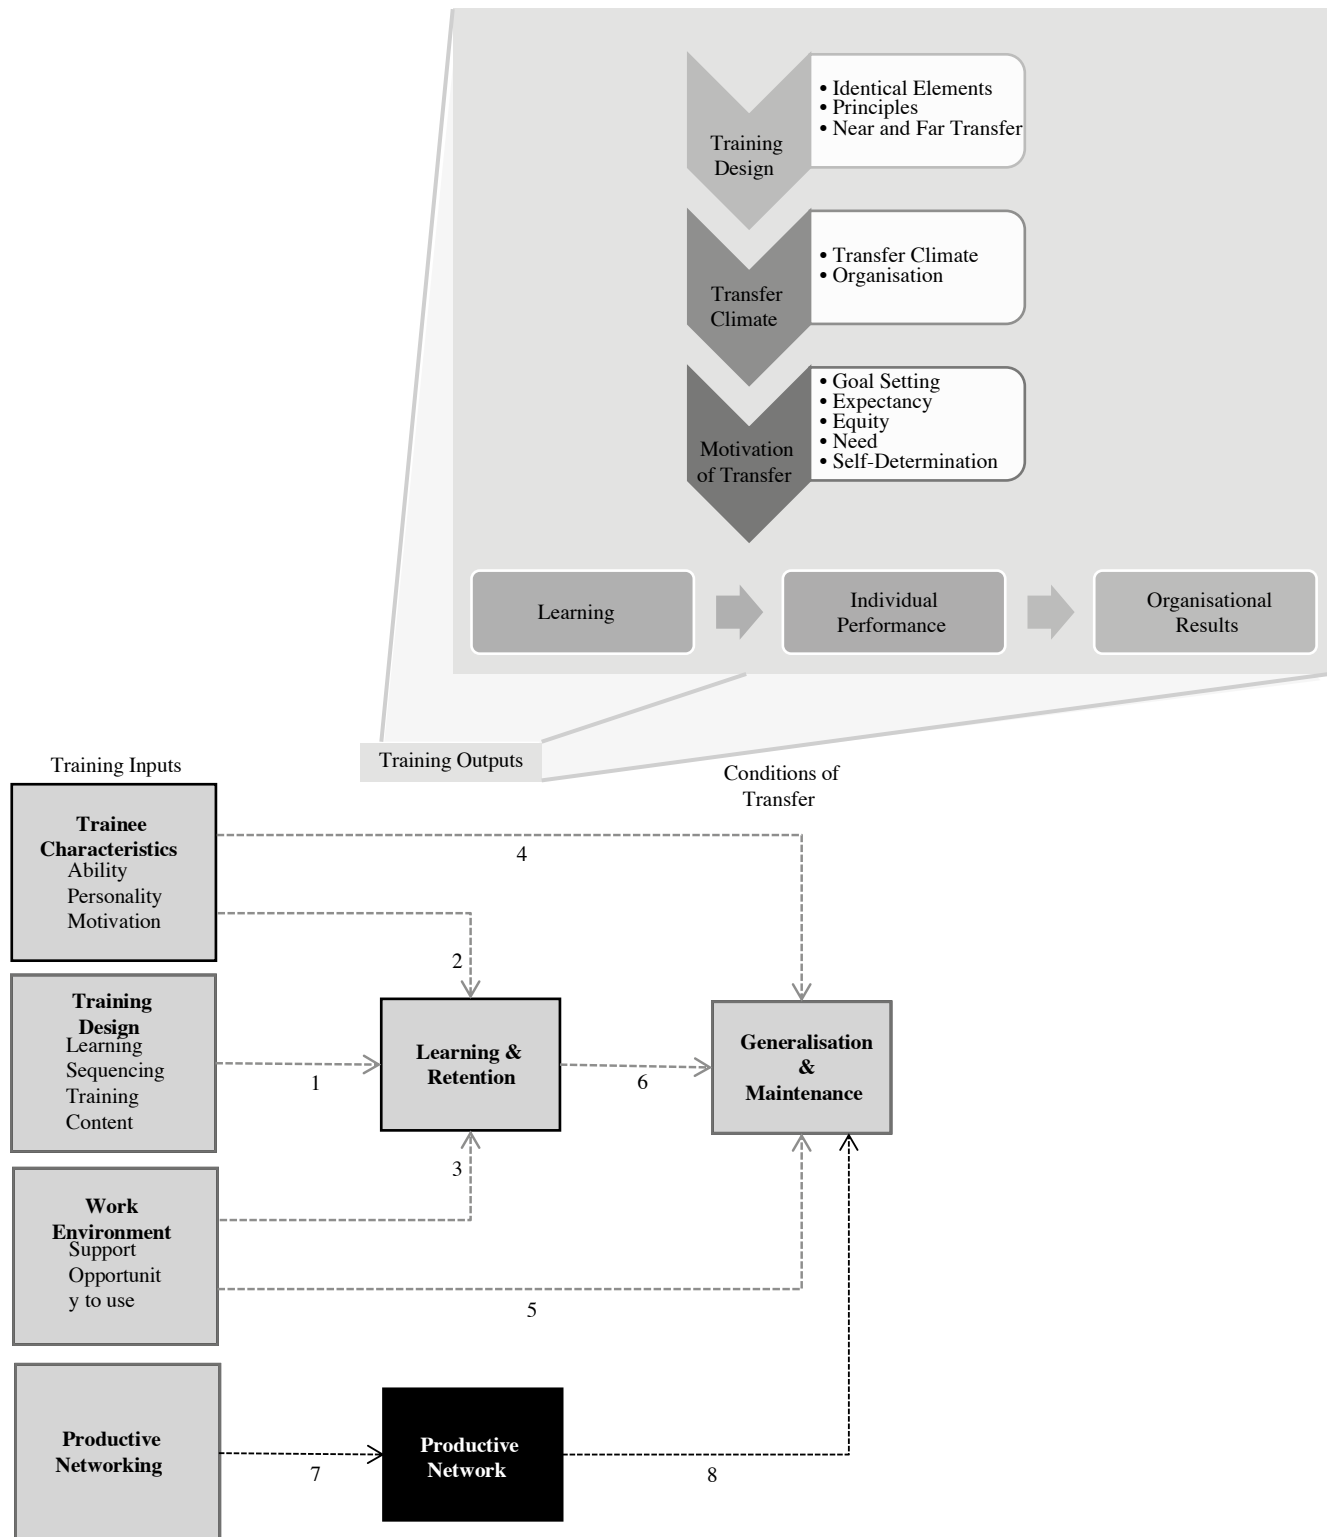 • Identical Elements
• Principles
• Near and Far Transfer
Training
Design
• Transfer Climate
• Organisation
Transfer
Climate
• Goal Setting
• Expectancy
• Equity
• Need
• Self-Determination
Motivation
of Transfer
Learning
Individual
Performance
Organisational
Results
Training Inputs
Training Outputs
Conditions of
Transfer
Trainee
Characteristics
Ability
Personality
Motivation
4
2
Training
Design
Learning
Sequencing
Training
Content
1
Learning &
Retention
6
Generalisation
&
Maintenance
3
Work
Environment
Support
Opportunit
y to use
5
Productive
Networking
7
Productive
Network
8